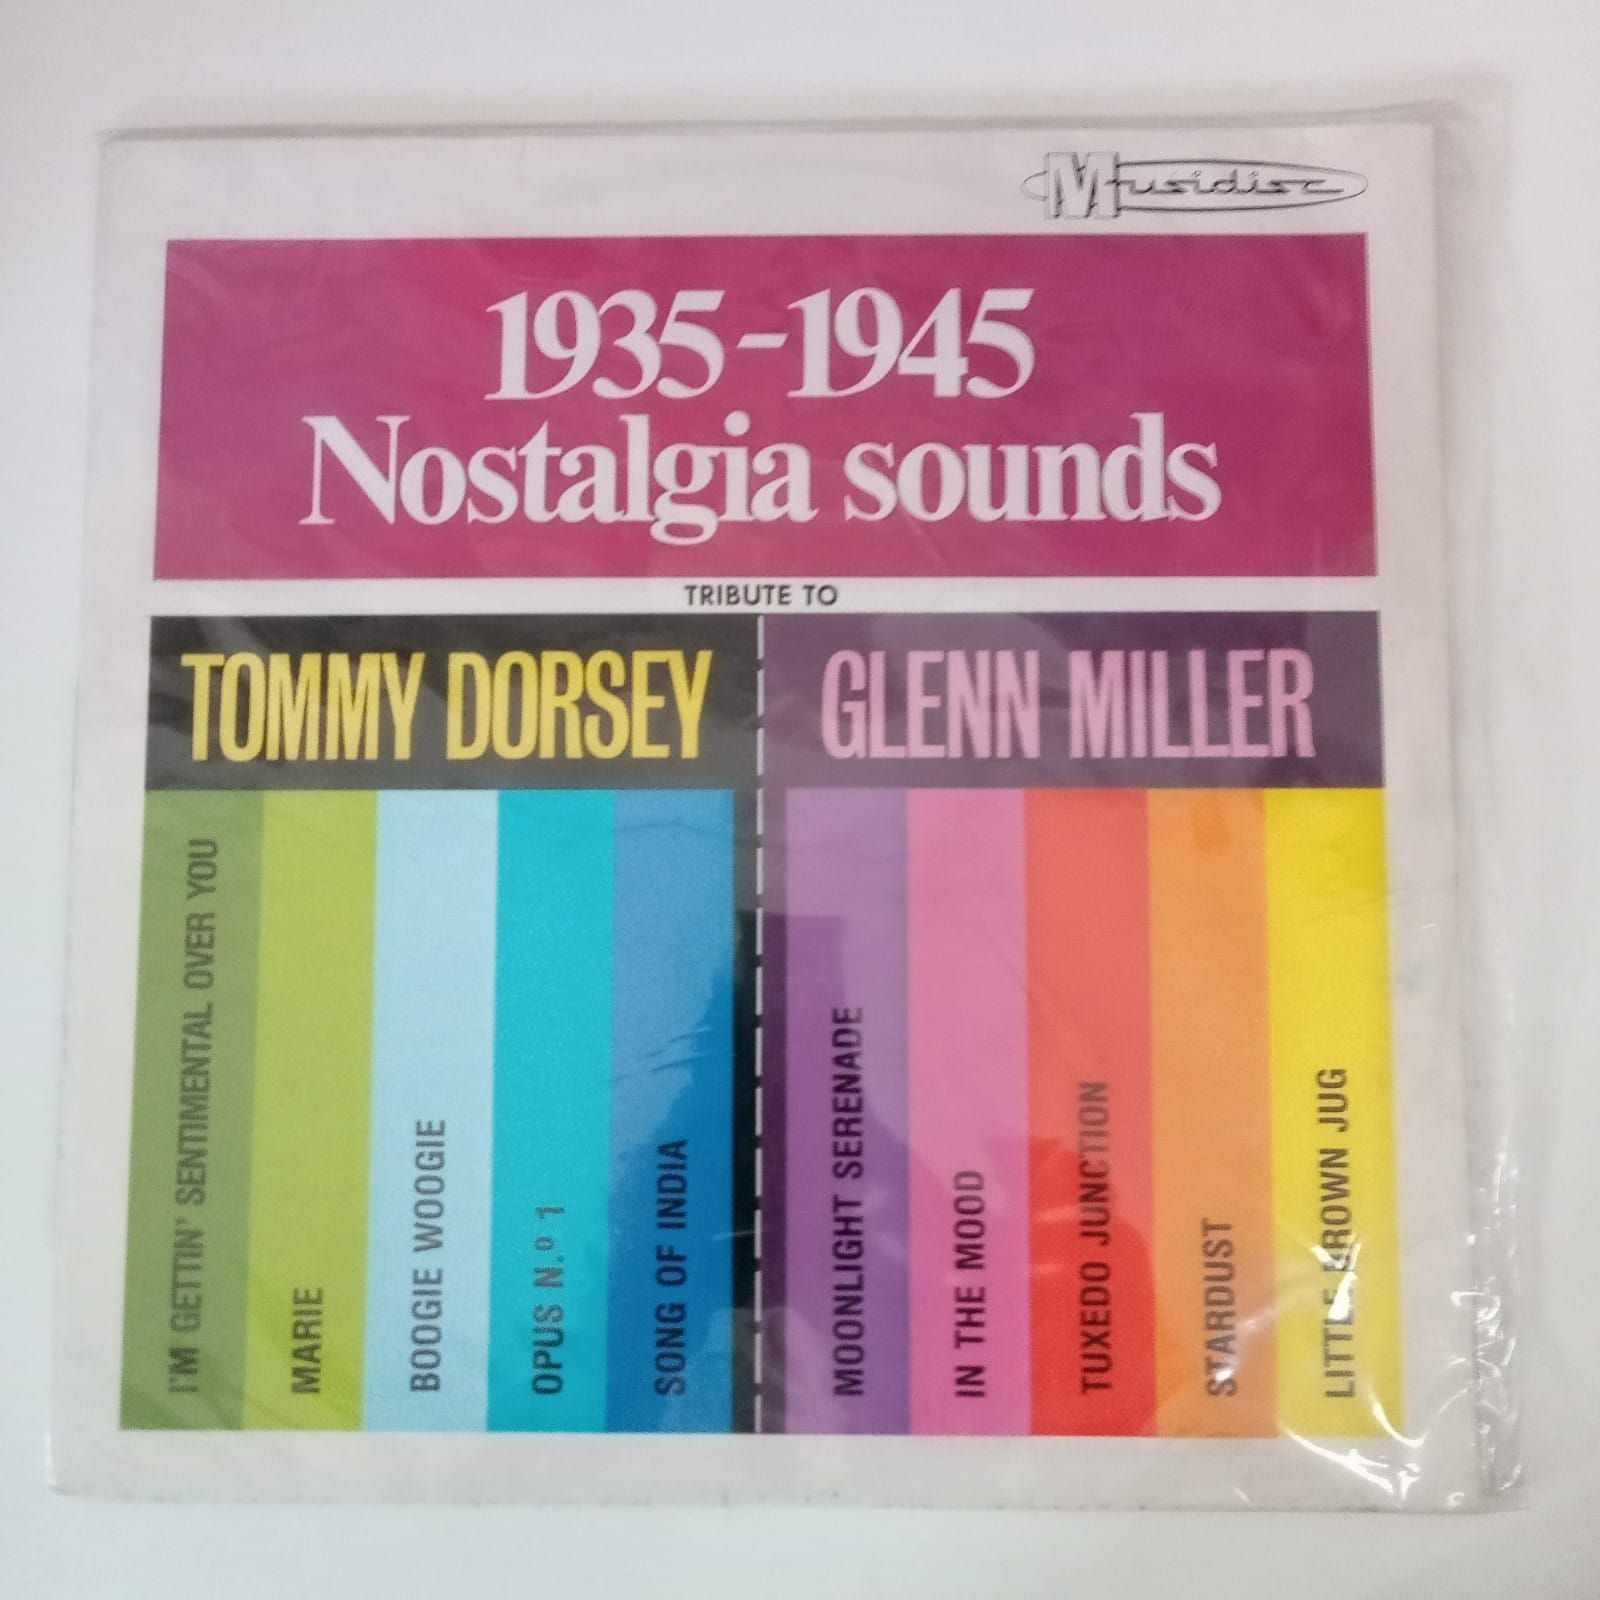 Musidisc
1935-1945
Nostalgia sounds
TRIBUTE TO
TOMMY DORSEY
I'M GETTIN' SENTIMENTAL OVER YOU
MARIE
BOOGIE WOOGIE
OPUS N.º 1
SONG OF INDIA
GLENN MILLER
MOONLIGHT SERENADE
IN THE MOOD
TUXEDO JUNCTION
STARDUST
LITTLE BROWN JUG